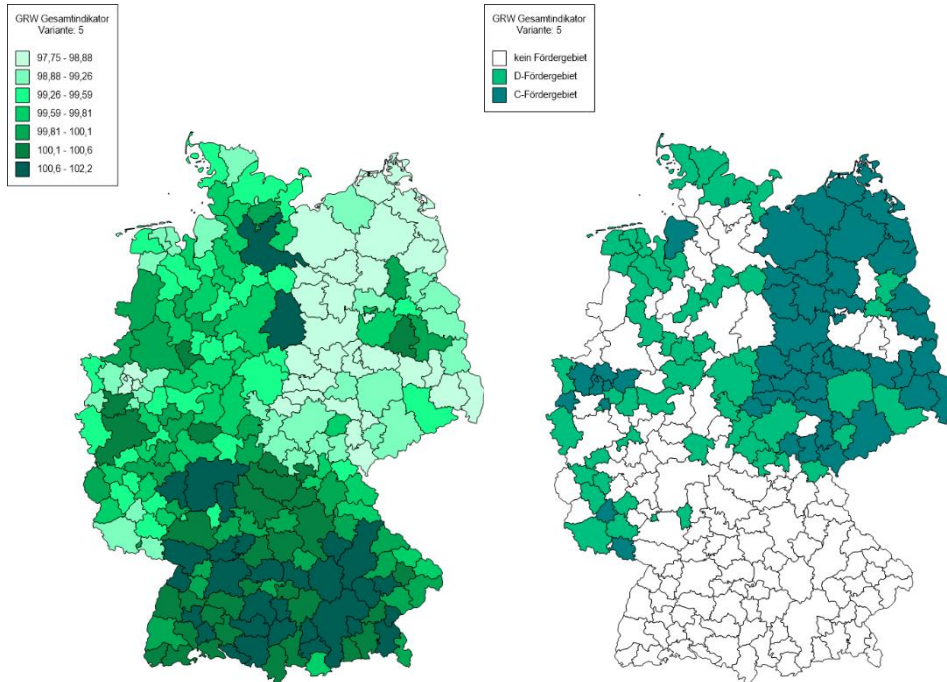 GRW Gesamtindikator
Variante: 5
97,75 - 98,88
98,88 - 99,26
99,26 - 99,59
99,59 - 99,81
99,81 - 100,1
100,1 - 100,6
100,6 - 102,2
GRW Gesamtindikator
Variante: 5
kein Fördergebiet
D-Fördergebiet
C-Fördergebiet